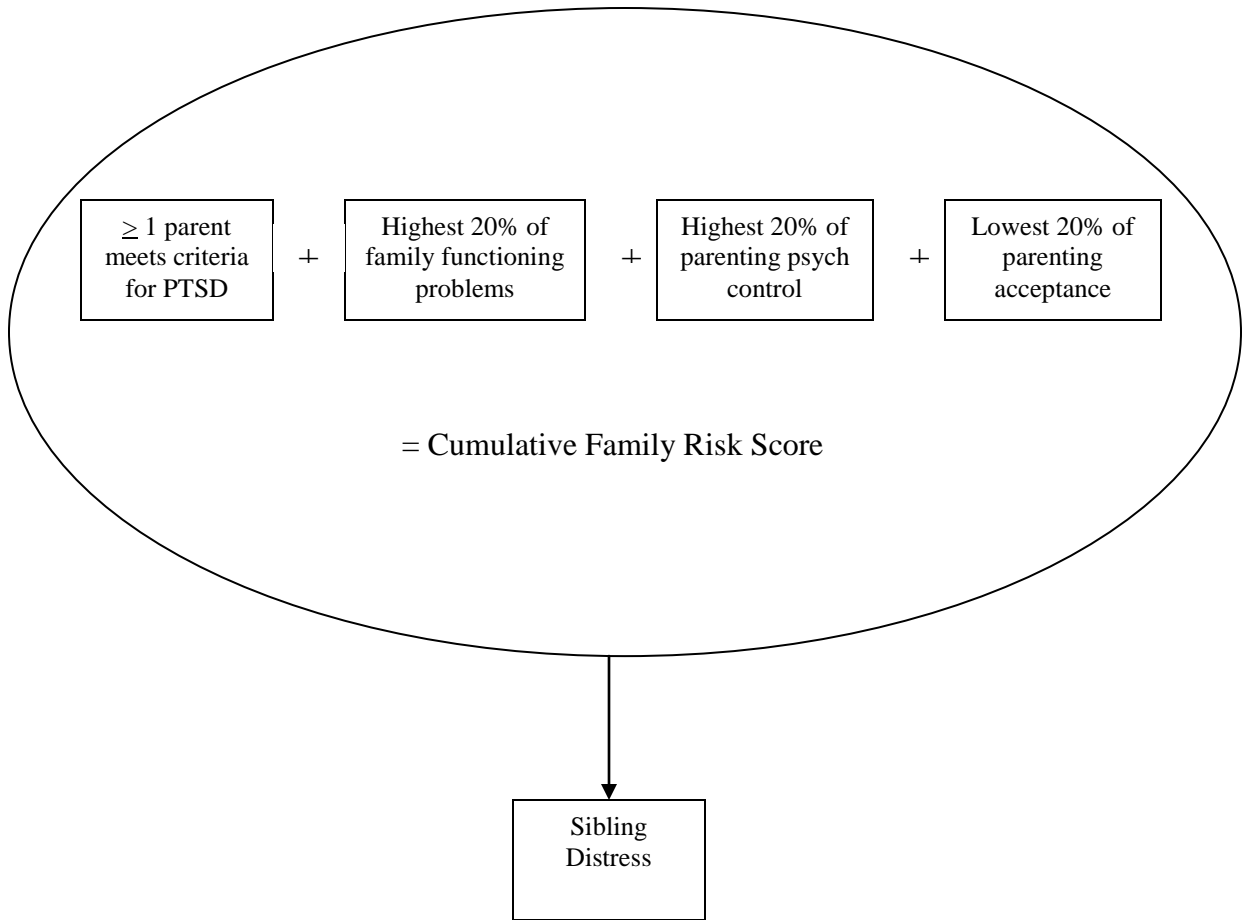 ≥ 1 parent
meets criteria
for PTSD
+
Highest 20% of
family functioning
problems
+
Highest 20% of
parenting psych
control
+
Lowest 20% of
parenting
acceptance
= Cumulative Family Risk Score
Sibling
Distress